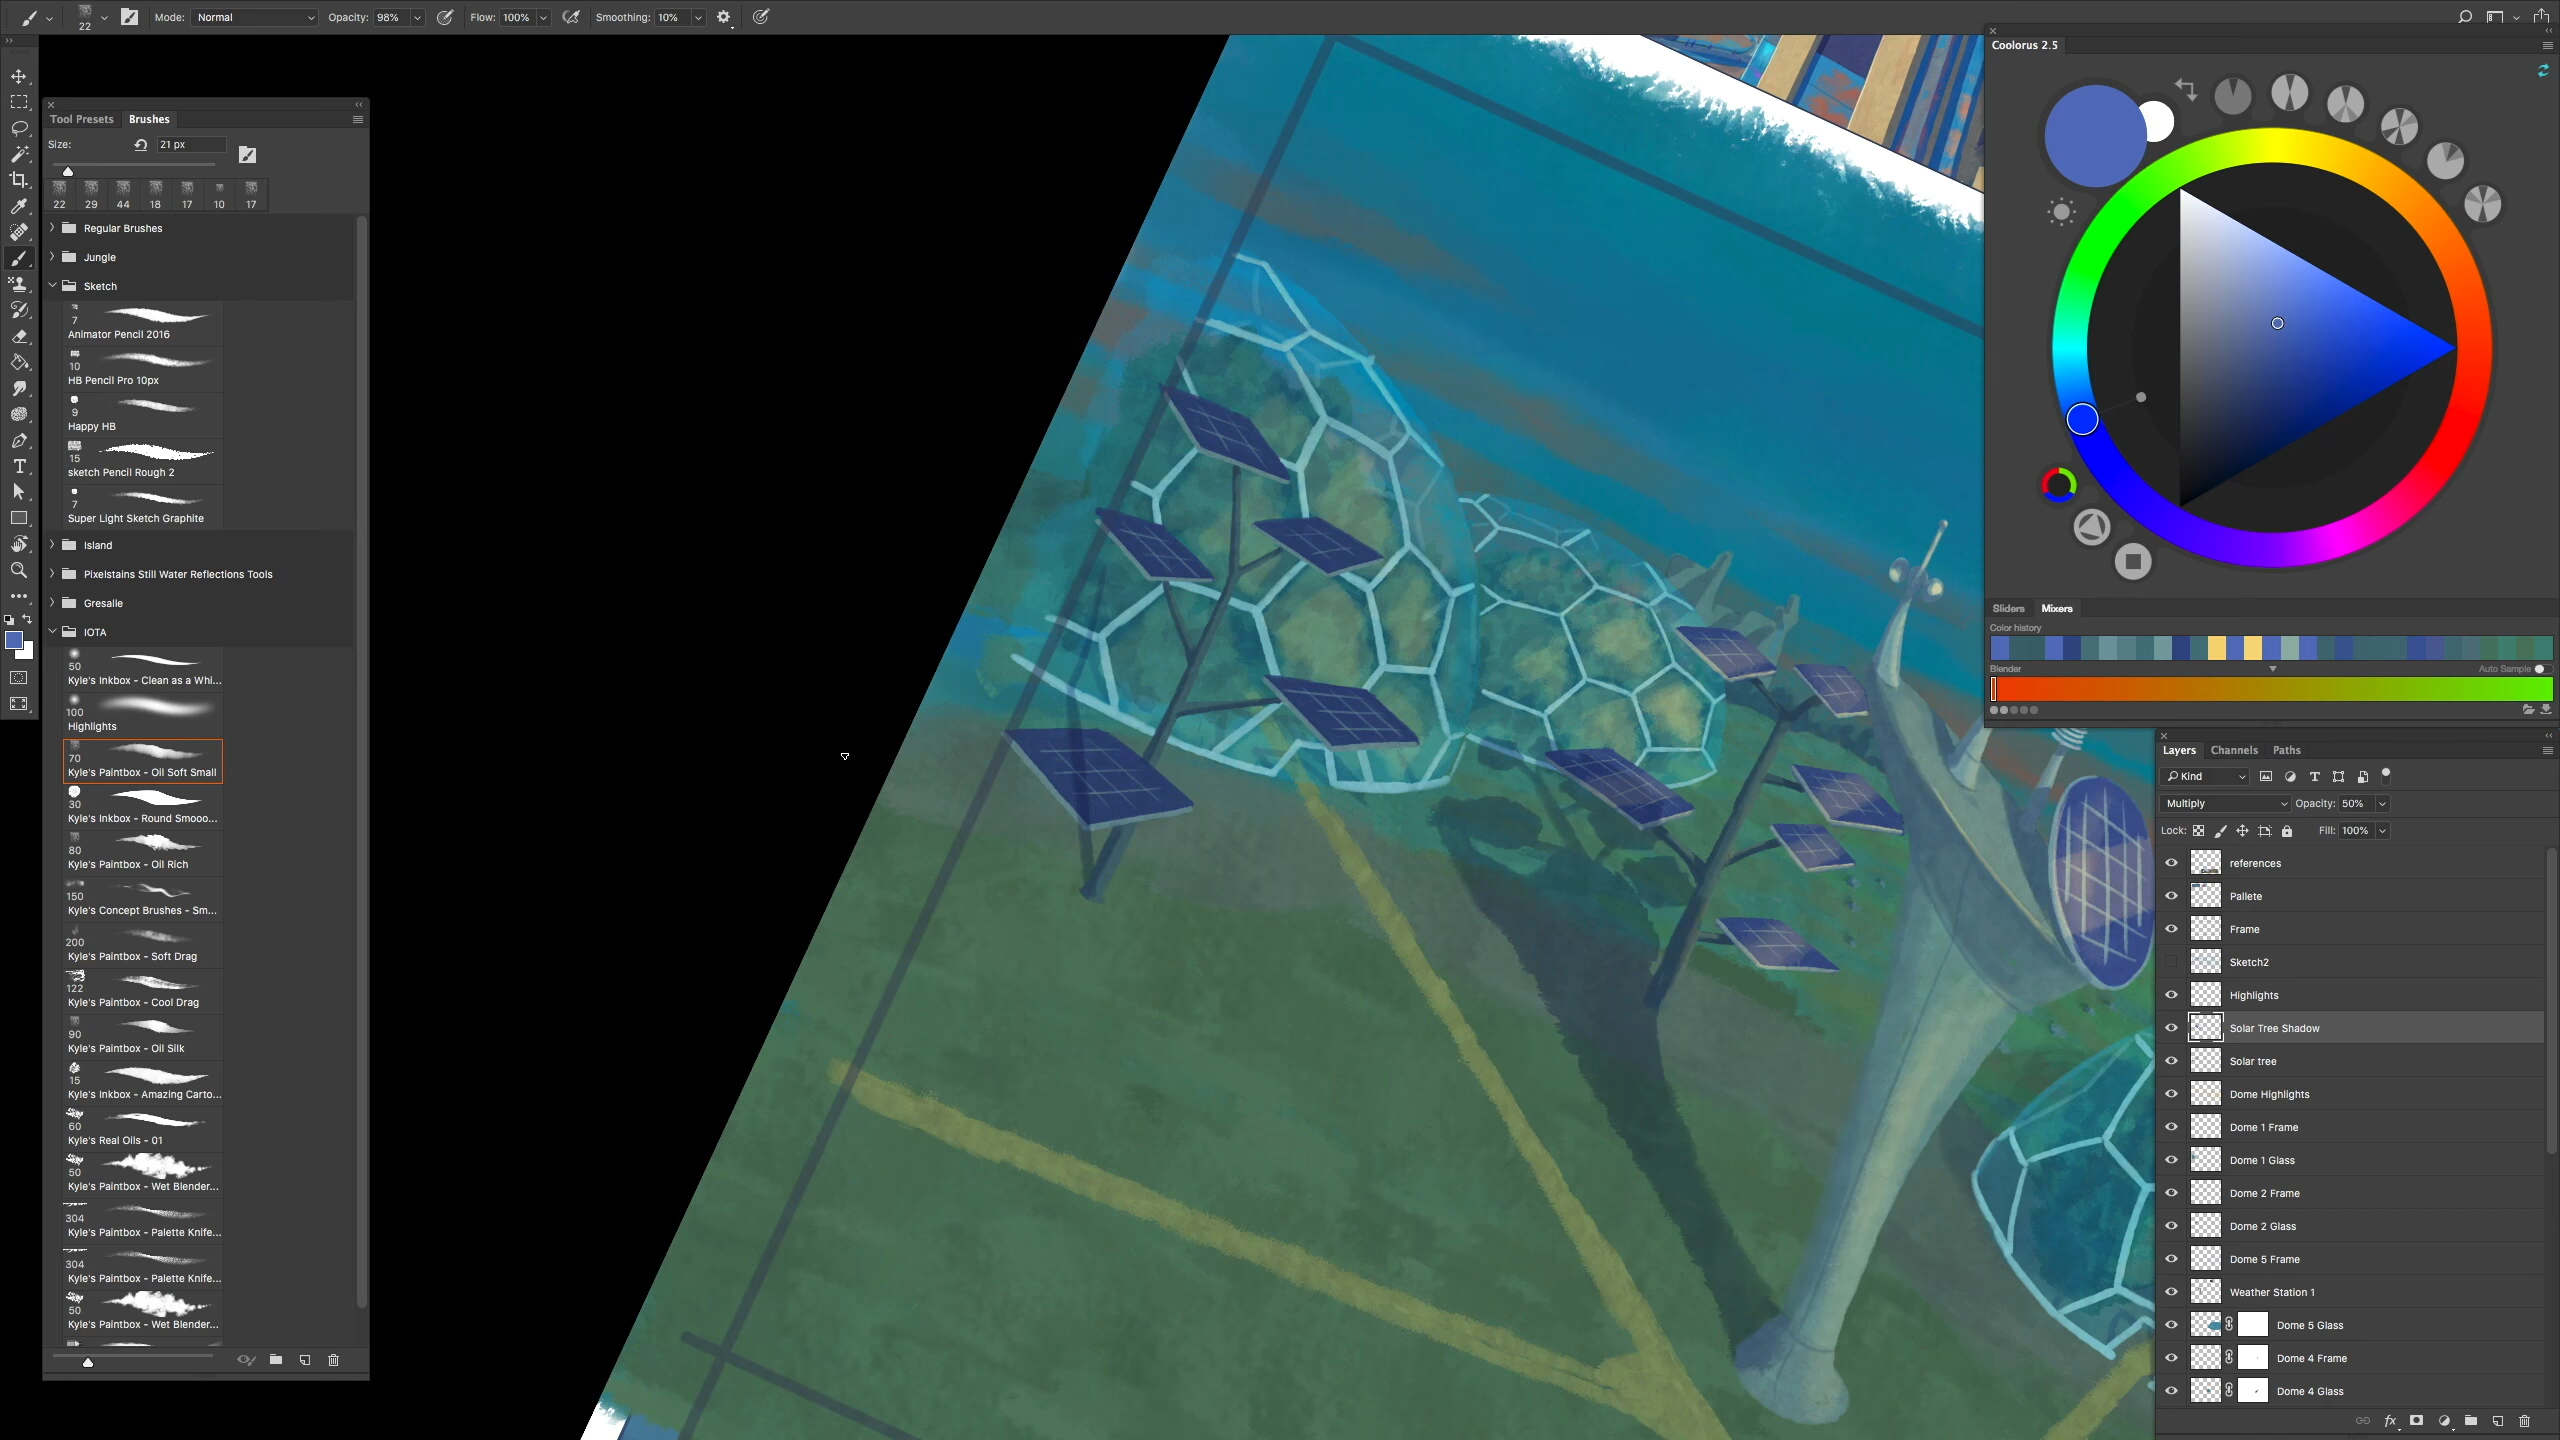 22
Mode: Normal
Opacity: 98%
Flow: 100%
Smoothing: 10%
Tool Presets
Brushes
Size:
21 px
22 29 44 18 17 10 17
Regular Brushes
Jungle
Sketch
7
Animator Pencil 2016
10
HB Pencil Pro 10px
9
Happy HB
15
sketch Pencil Rough 2
7
Super Light Sketch Graphite
Island
Pixelstains Still Water Reflections Tools
Gresalle
IOTA
50
Kyle's Inkbox - Clean as a Whi...
100
Highlights
70
Kyle's Paintbox - Oil Soft Small
30
Kyle's Inkbox - Round Smooo...
80
Kyle's Paintbox - Oil Rich
150
Kyle's Concept Brushes - Sm...
200
Kyle's Paintbox - Soft Drag
122
Kyle's Paintbox - Cool Drag
90
Kyle's Paintbox - Oil Silk
15
Kyle's Inkbox - Amazing Carto...
60
Kyle's Real Oils - 01
50
Kyle's Paintbox - Wet Blender...
304
Kyle's Paintbox - Palette Knife...
304
Kyle's Paintbox - Palette Knife...
50
Kyle's Paintbox - Wet Blender...
Coolorus 2.5
Sliders
Mixers
Color history
Blender
Auto Sample
Layers
Channels
Paths
Kind
Multiply
Opacity: 50%
Lock:
Fill: 100%
references
Pallete
Frame
Sketch2
Highlights
Solar Tree Shadow
Solar tree
Dome Highlights
Dome 1 Frame
Dome 1 Glass
Dome 2 Frame
Dome 2 Glass
Dome 5 Frame
Weather Station 1
Dome 5 Glass
Dome 4 Frame
Dome 4 Glass
fx